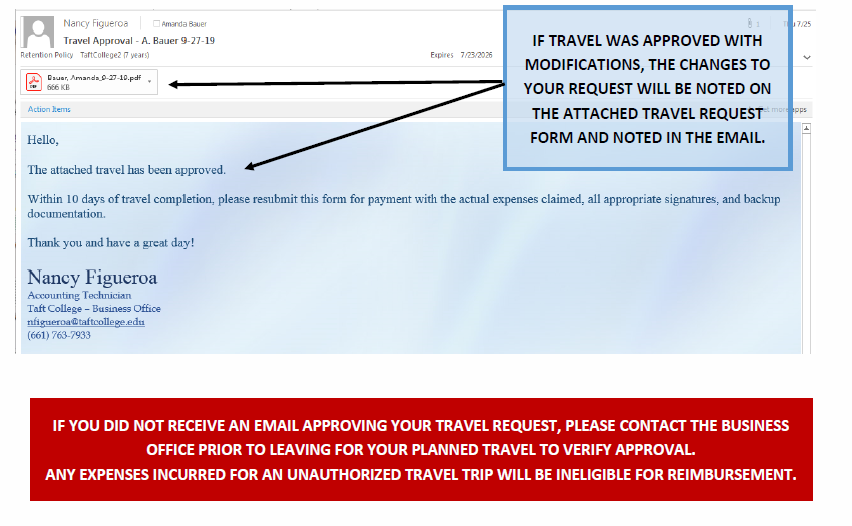 Nancy Figueroa Amanda Bauer 1 Thu 7/25
Travel Approval - A. Bauer 9-27-19
Retention Policy TaftCollege2 (7 years) Expires 7/23/2026
Bauer, Amanda_9-27-19.pdf
666 KB
Action Items apps
IF TRAVEL WAS APPROVED WITH
MODIFICATIONS, THE CHANGES TO
YOUR REQUEST WILL BE NOTED ON
THE ATTACHED TRAVEL REQUEST
FORM AND NOTED IN THE EMAIL.
Hello,
The attached travel has been approved.
Within 10 days of travel completion, please resubmit this form for payment with the actual expenses claimed, all appropriate signatures, and backup
documentation.
Thank you and have a great day!
Nancy Figueroa
Accounting Technician
Taft College – Business Office
nfigueroa@taftcollege.edu
(661) 763-7933
IF YOU DID NOT RECEIVE AN EMAIL APPROVING YOUR TRAVEL REQUEST, PLEASE CONTACT THE BUSINESS
OFFICE PRIOR TO LEAVING FOR YOUR PLANNED TRAVEL TO VERIFY APPROVAL.
ANY EXPENSES INCURRED FOR AN UNAUTHORIZED TRAVEL TRIP WILL BE INELIGIBLE FOR REIMBURSEMENT.